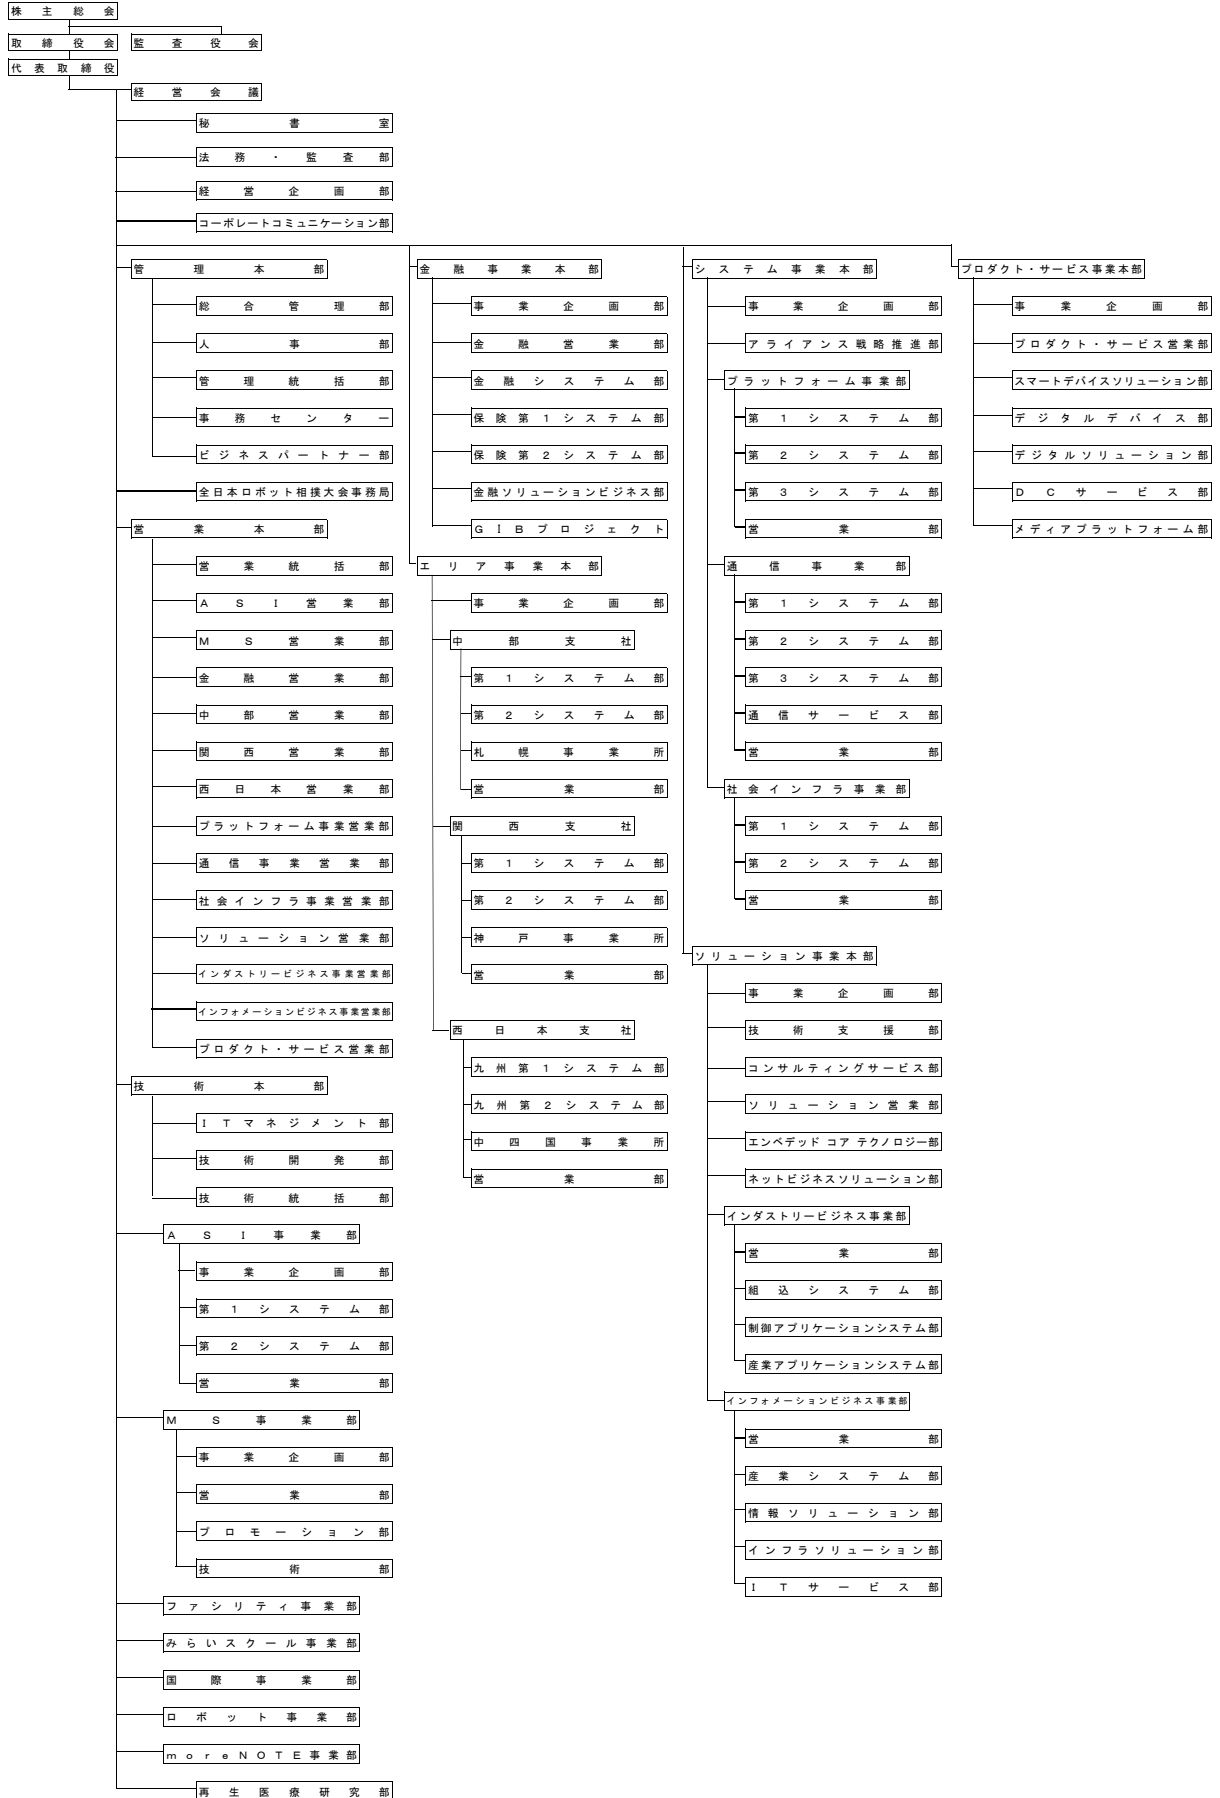 株主総会
取締役会
監査役会
代表取締役
経営会議
秘書室
法務・監査部
経営企画部
コーポレートコミュニケーション部
管理本部
総合管理部
人事部
管理統括部
事務センター
ビジネスパートナー部
全日本ロボット相撲大会事務局
営業本部
営業統括部
ASI営業部
MS営業部
金融営業部
中部営業部
関西営業部
西日本営業部
プラットフォーム事業営業部
通信事業営業部
社会インフラ事業営業部
ソリューション営業部
インダストリービジネス事業営業部
インフォメーションビジネス事業営業部
プロダクト・サービス営業部
技術本部
ITマネジメント部
技術開発部
技術統括部
ASI事業部
事業企画部
第1システム部
第2システム部
営業部
MS事業部
事業企画部
営業部
プロモーション部
技術部
ファシリティ事業部
みらいスクール事業部
国際事業部
ロボット事業部
moreNOTE事業部
再生医療研究部
金融事業本部
事業企画部
金融営業部
金融システム部
保険第1システム部
保険第2システム部
金融ソリューションビジネス部
GIBプロジェクト
エリア事業本部
事業企画部
中部支社
第1システム部
第2システム部
札幌事業所
営業部
関西支社
第1システム部
第2システム部
神戸事業所
営業部
西日本支社
九州第1システム部
九州第2システム部
中四国事業所
営業部
システム事業本部
事業企画部
アライアンス戦略推進部
プラットフォーム事業部
第1システム部
第2システム部
第3システム部
営業部
通信事業部
第1システム部
第2システム部
第3システム部
通信サービス部
営業部
社会インフラ事業部
第1システム部
第2システム部
営業部
ソリューション事業本部
事業企画部
技術支援部
コンサルティングサービス部
ソリューション営業部
エンベデッド コア テクノロジー部
ネットビジネスソリューション部
インダストリービジネス事業部
営業部
組込システム部
制御アプリケーションシステム部
産業アプリケーションシステム部
インフォメーションビジネス事業部
営業部
産業システム部
情報ソリューション部
インフラソリューション部
ITサービス部
プロダクト・サービス事業本部
事業企画部
プロダクト・サービス営業部
スマートデバイスソリューション部
デジタルデバイス部
デジタルソリューション部
DCサービス部
メディアプラットフォーム部